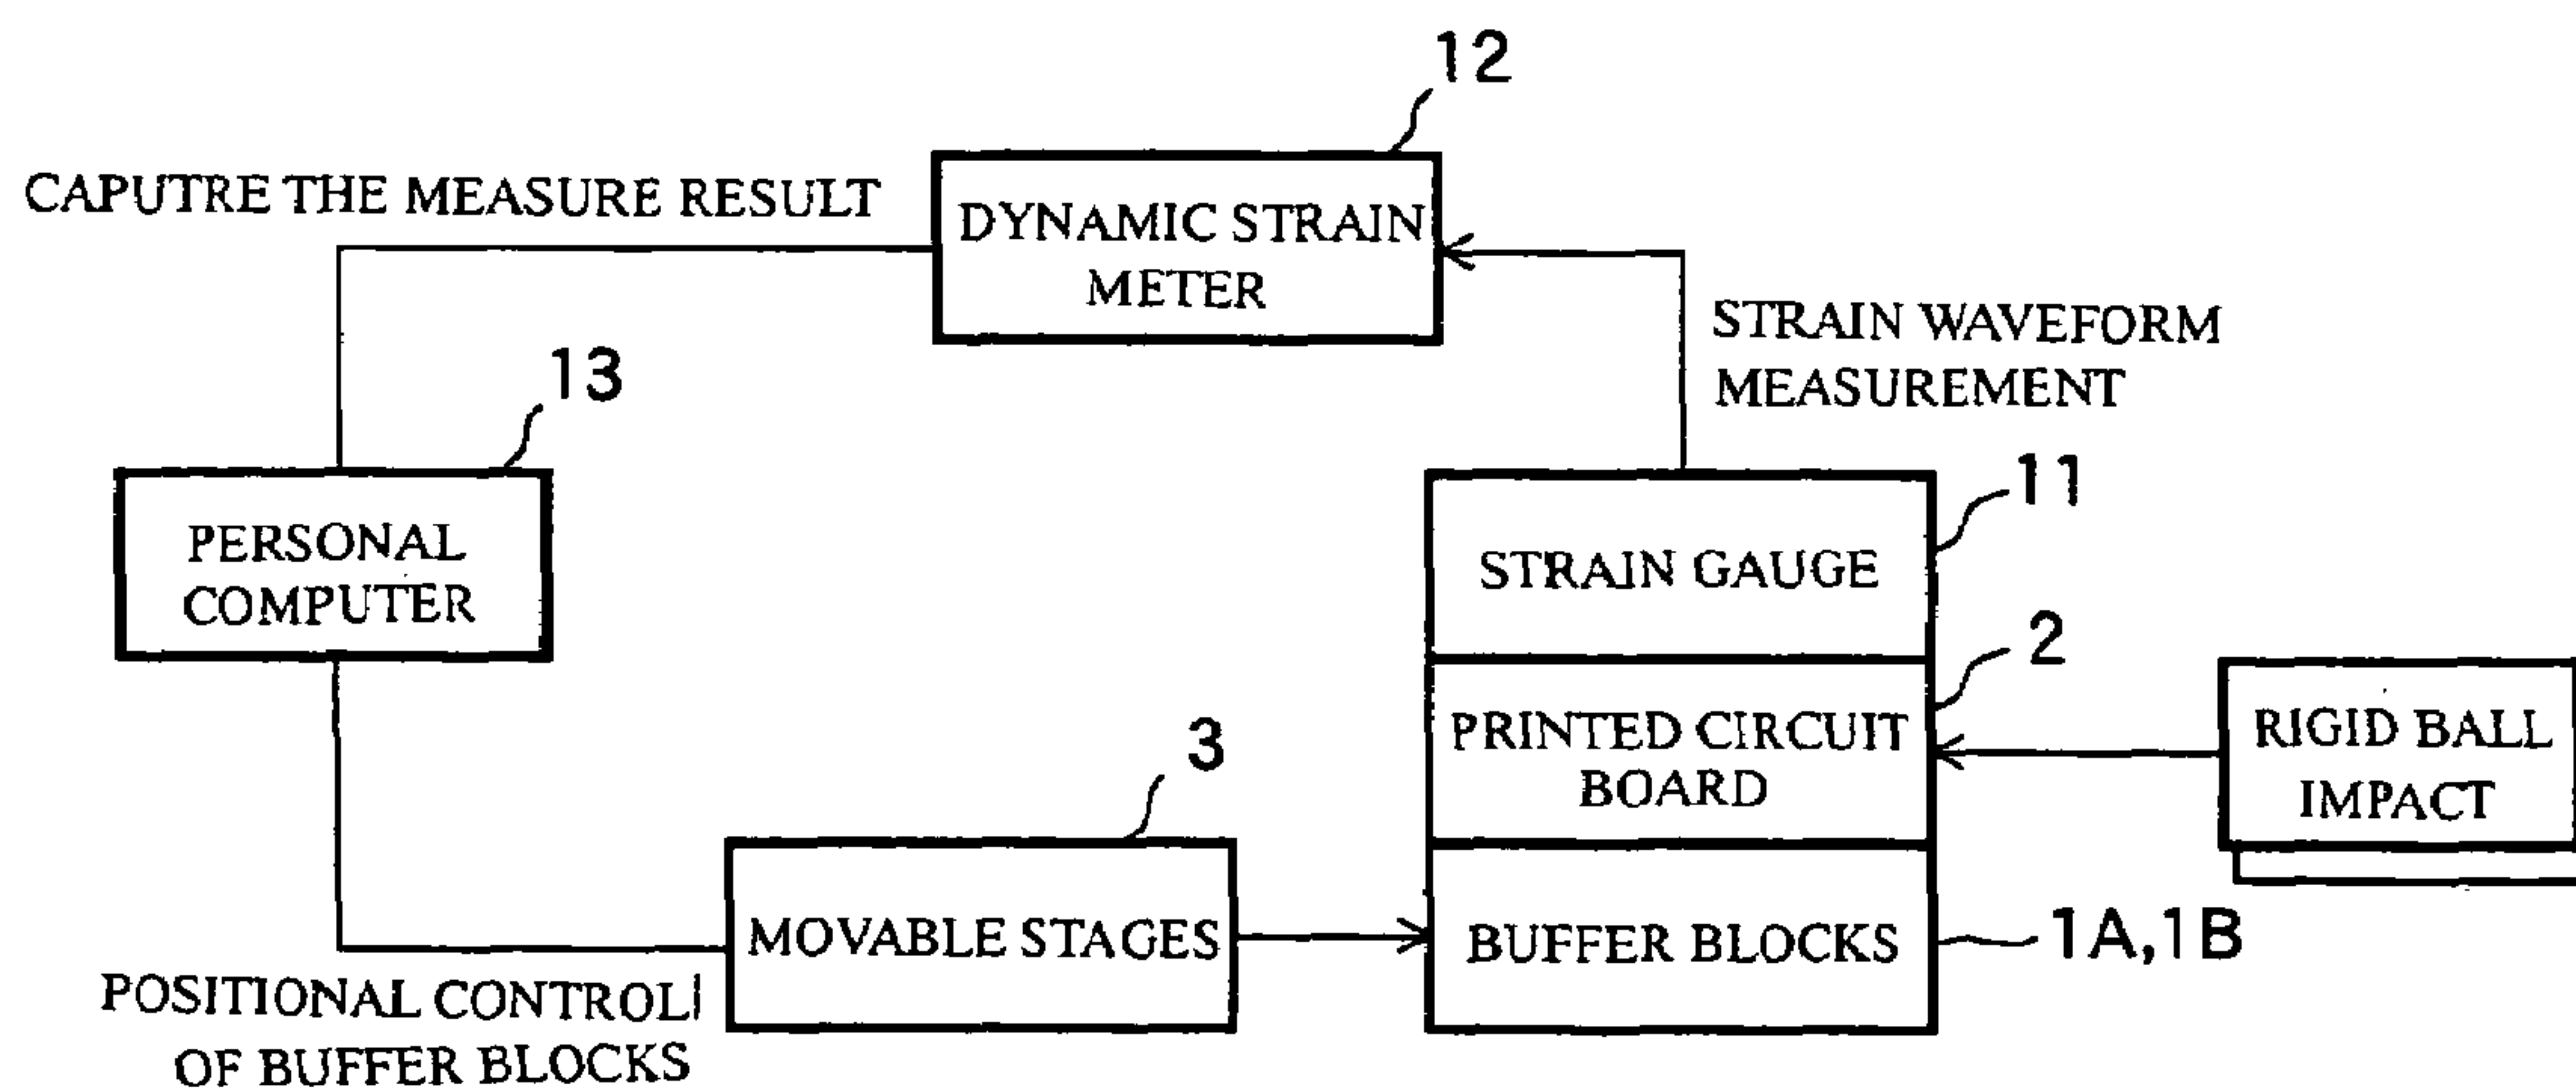 12
CAPUTRE THE MEASURE RESULT
DYNAMIC STRAIN
METER
STRAIN WAVEFORM
MEASUREMENT
13
PERSONAL
COMPUTER
11
STRAIN GAUGE
2
PRINTED CIRCUIT
BOARD
RIGID BALL
IMPACT
3
MOVABLE STAGES
BUFFER BLOCKS
1A,1B
POSITIONAL CONTROL
OF BUFFER BLOCKS